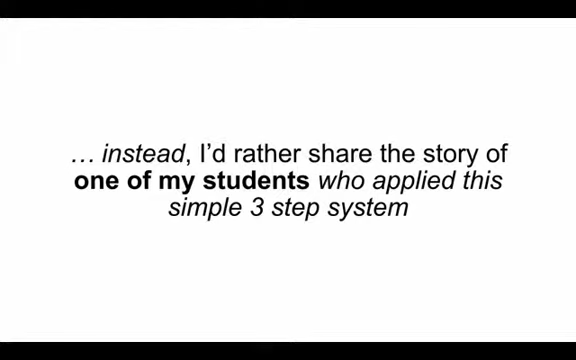 … instead, I'd rather share the story of
one of my students who applied this
simple 3 step system